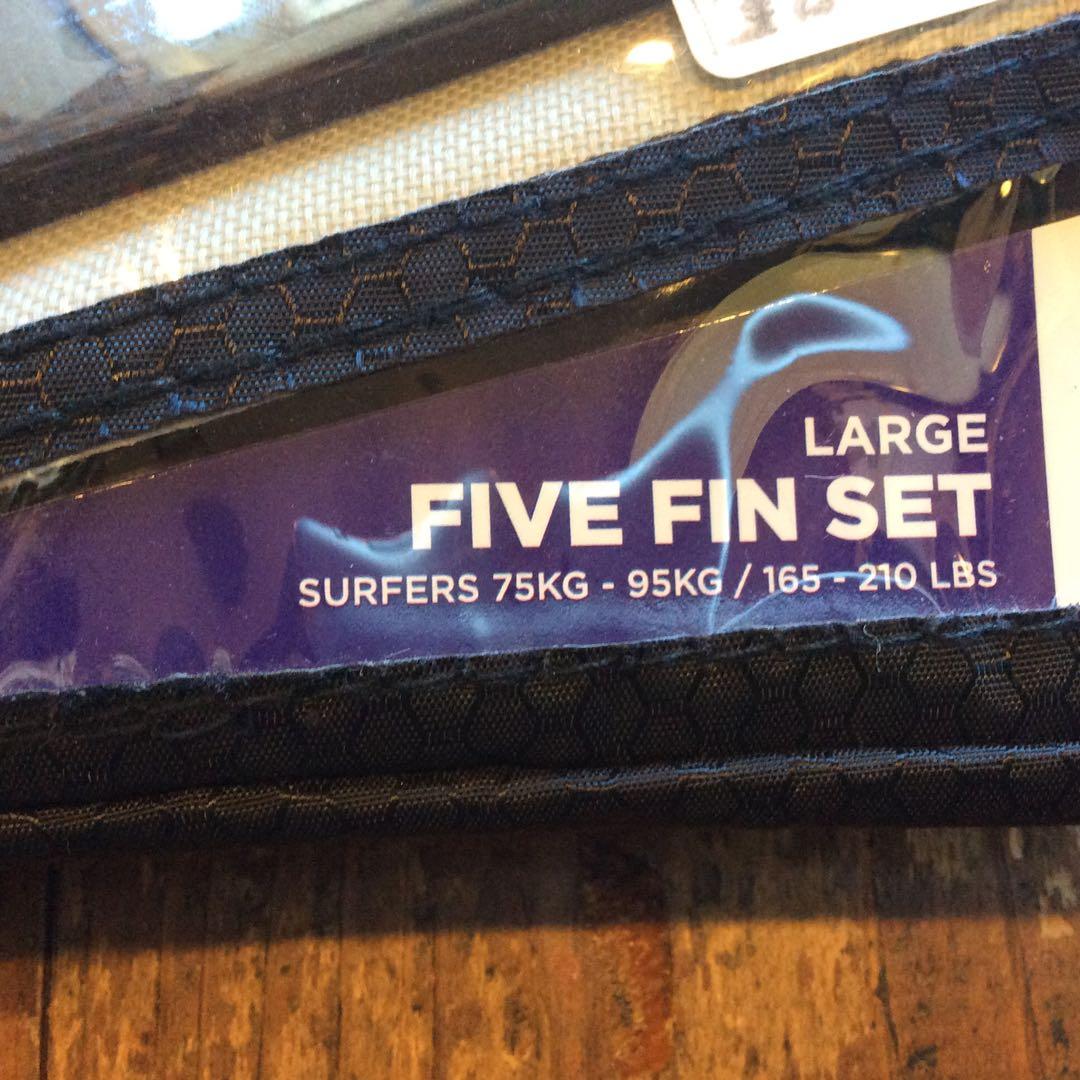 LARGE
FIVE FIN SET
SURFERS 75KG - 95KG / 165 - 210 LBS